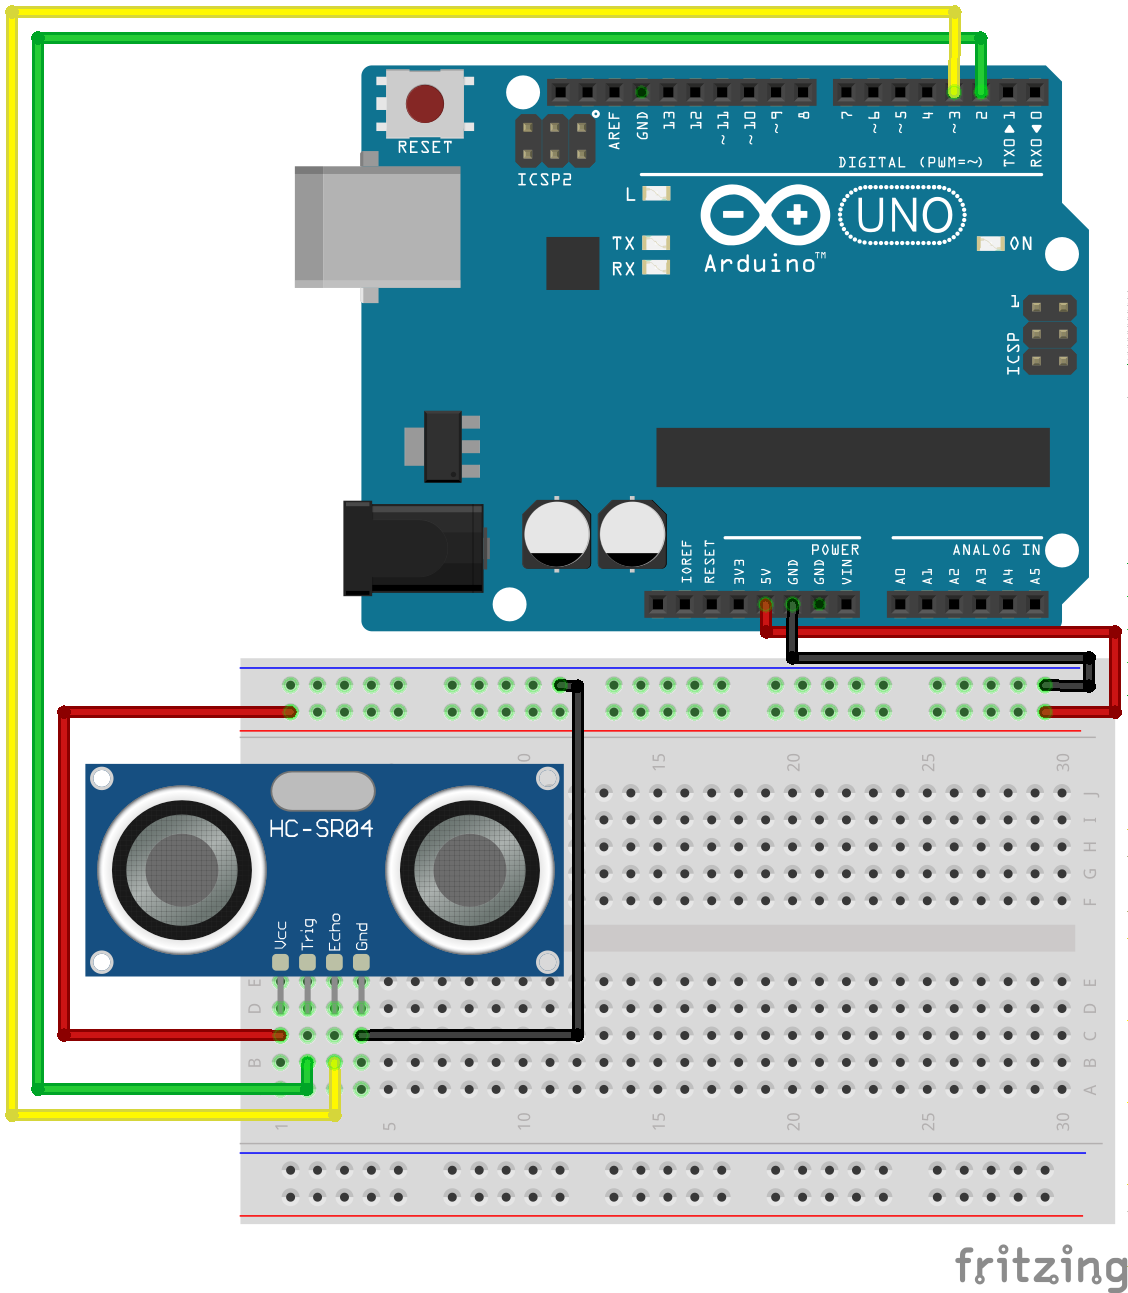 RESET
ICSP2
AREF
GND
13
12
~11
~10
~9
8
7
~6
~5
4
~3
2
TX0▶1
RX0◀0
DIGITAL (PWM=~)
L
TX
RX
UNO
Arduino™
ON
1
ICSP
IOREF
RESET
3V3
5V
GND
GND
VIN
POWER
A0
A1
A2
A3
A4
A5
ANALOG IN
15
20
25
30
J
I
H
G
F
HC-SR04
Vcc
Trig
Echo
Gnd
E
D
C
B
A
E
D
C
B
1
5
10
15
20
25
30
fritzing